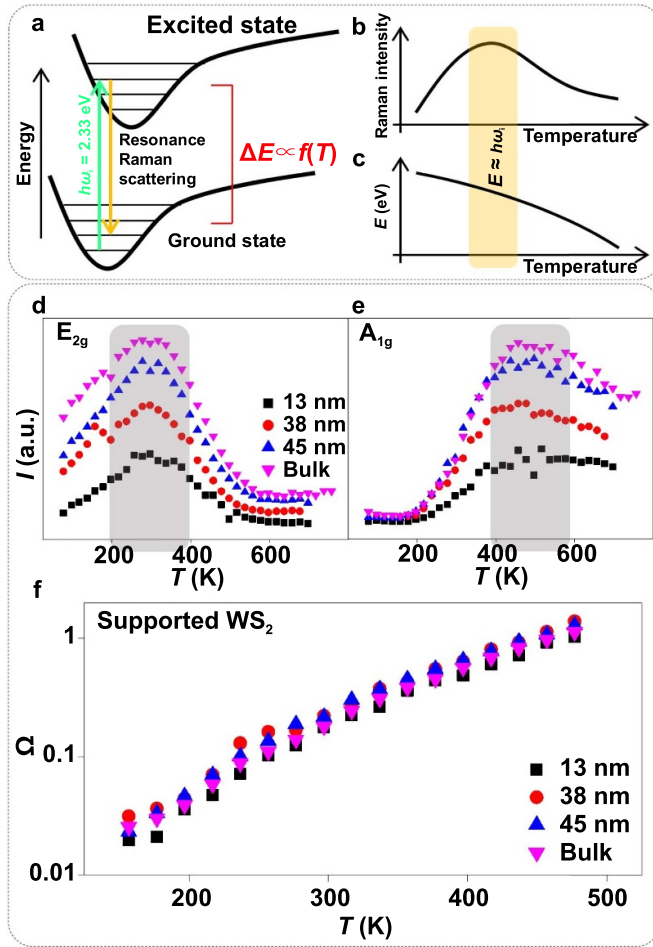 a
Excited state
Energy
hωᵢ = 2.33 eV
Resonance
Raman
scattering
ΔE∝f(T)
Ground state
b
Raman intensity
Temperature
E ≈ hωᵢ
c
E (eV)
Temperature
d
E2g
I (a.u.)
13 nm
38 nm
45 nm
Bulk
200 400 600
T (K)
e
A1g
200 400 600
T (K)
f
Supported WS2
Ω
1
0.1
0.01
13 nm
38 nm
45 nm
Bulk
200 300 400 500
T (K)